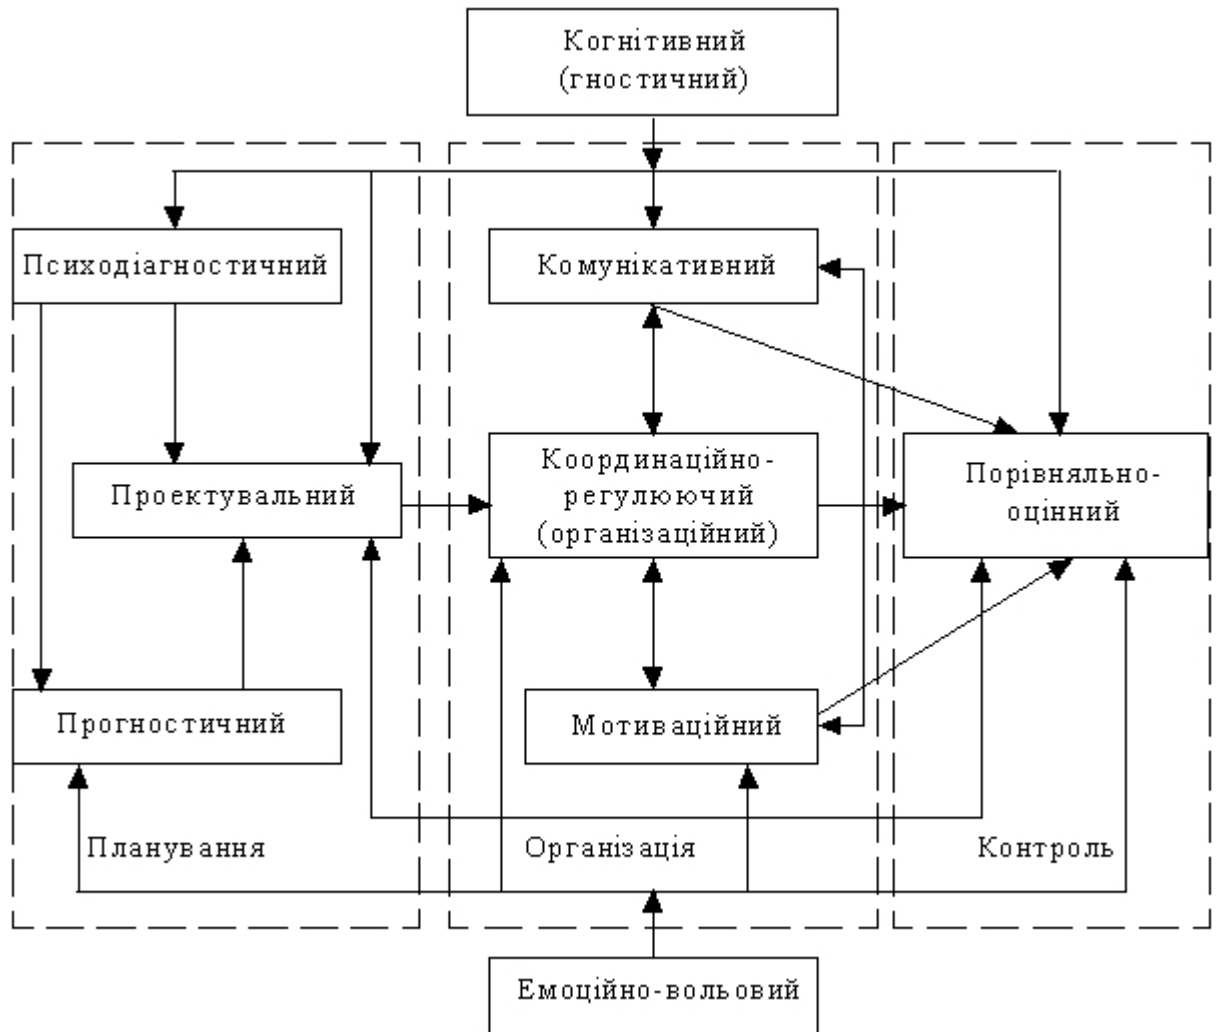 Когнітивний
(гностичний)
Психодіагностичний
Комунікативний
Проектувальний
Координаційно-
регулюючий
(організаційний)
Порівняльно-
оцінний
Прогностичний
Мотиваційний
Планування
Організація
Контроль
Емоційно-вольовий